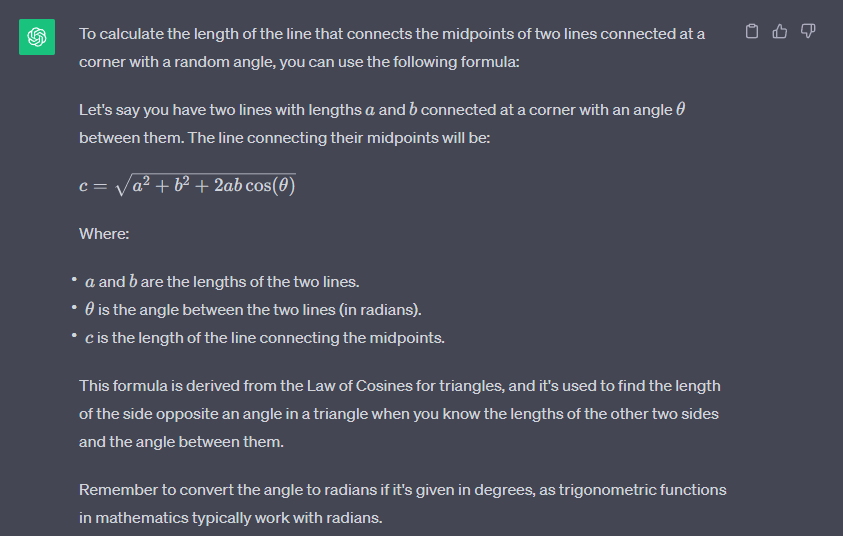 To calculate the length of the line that connects the midpoints of two lines connected at a
corner with a random angle, you can use the following formula:
Let's say you have two lines with lengths a and b connected at a corner with an angle θ
between them. The line connecting their midpoints will be:
c = √(a² + b² + 2ab cos(θ))
Where:
• a and b are the lengths of the two lines.
• θ is the angle between the two lines (in radians).
• c is the length of the line connecting the midpoints.
This formula is derived from the Law of Cosines for triangles, and it's used to find the length
of the side opposite an angle in a triangle when you know the lengths of the other two sides
and the angle between them.
Remember to convert the angle to radians if it's given in degrees, as trigonometric functions
in mathematics typically work with radians.